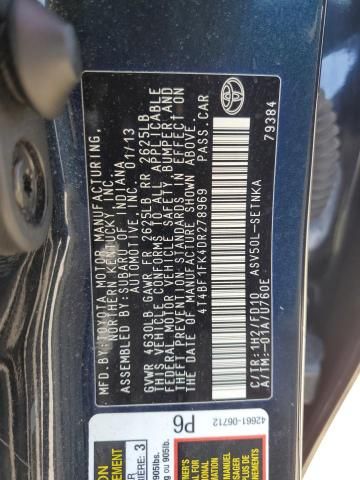 MFD.BY:TOYOTA MOTOR MANUFACTURING,
NORTHERN KENTUCKY, INC.
ASSEMBLED BY: SUBARU OF INDIANA
AUTOMOTIVE, INC. 01/13
GVWR 4630LB GAWR FR 2625LB RR 2625LB
THIS VEHICLE CONFORMS TO ALL APPLICABLE
FEDERAL MOTOR VEHICLE SAFETY, BUMPER, AND
THEFT PREVENTION STANDARDS IN EFFECT ON
THE DATE OF MANUFACTURE SHOWN ABOVE.
4T4BF1FK4DR278969 PASS.CAR
C/TR:1H2/FD10
ASV50L-SETNKA
A/TM:-01A/U760E
79384
42661-06712
P6